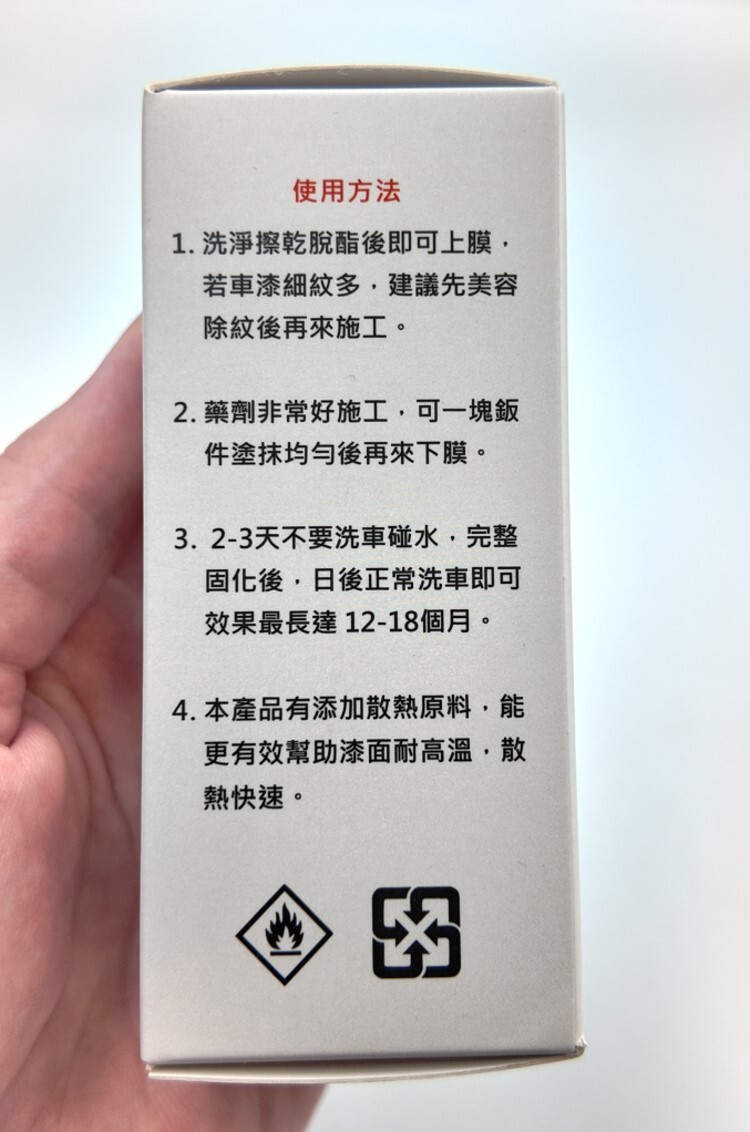 使用方法
1. 洗淨擦乾脫酯後即可上膜，
若車漆細紋多，建議先美容
除紋後再來施工。
2. 藥劑非常好施工，可一塊鈑
件塗抹均勻後再來下膜。
3. 2-3天不要洗車碰水，完整
固化後，日後正常洗車即可
效果最長達 12-18個月。
4. 本產品有添加散熱原料，能
更有效幫助漆面耐高溫，散
熱快速。